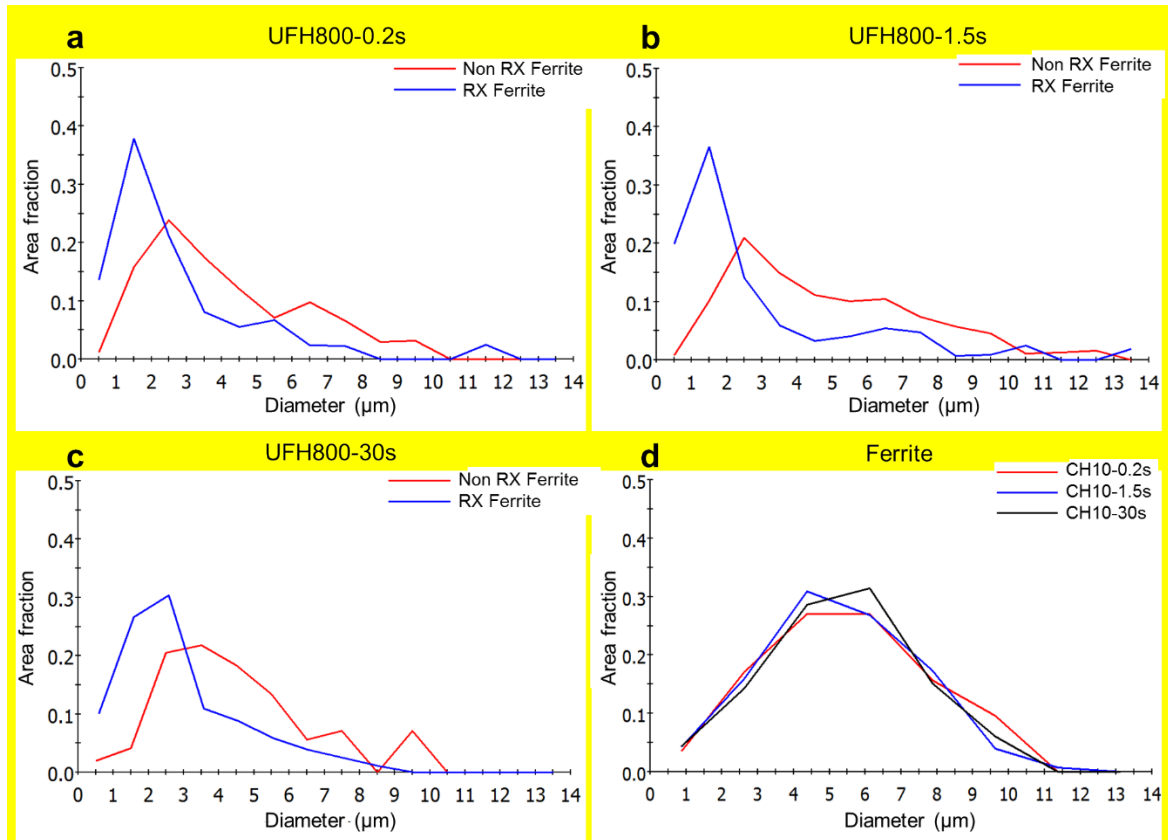 a UFH800-0.2s
Non RX Ferrite
RX Ferrite
Area fraction
0.5
0.4
0.3
0.2
0.1
0.0
0 1 2 3 4 5 6 7 8 9 10 11 12 13 14
Diameter (µm)
b UFH800-1.5s
Non RX Ferrite
RX Ferrite
Area fraction
0.5
0.4
0.3
0.2
0.1
0.0
0 1 2 3 4 5 6 7 8 9 10 11 12 13 14
Diameter (µm)
c UFH800-30s
Non RX Ferrite
RX Ferrite
Area fraction
0.5
0.4
0.3
0.2
0.1
0.0
0 1 2 3 4 5 6 7 8 9 10 11 12 13 14
Diameter (µm)
d Ferrite
CH10-0.2s
CH10-1.5s
CH10-30s
Area fraction
0.5
0.4
0.3
0.2
0.1
0.0
0 1 2 3 4 5 6 7 8 9 10 11 12 13 14
Diameter (µm)